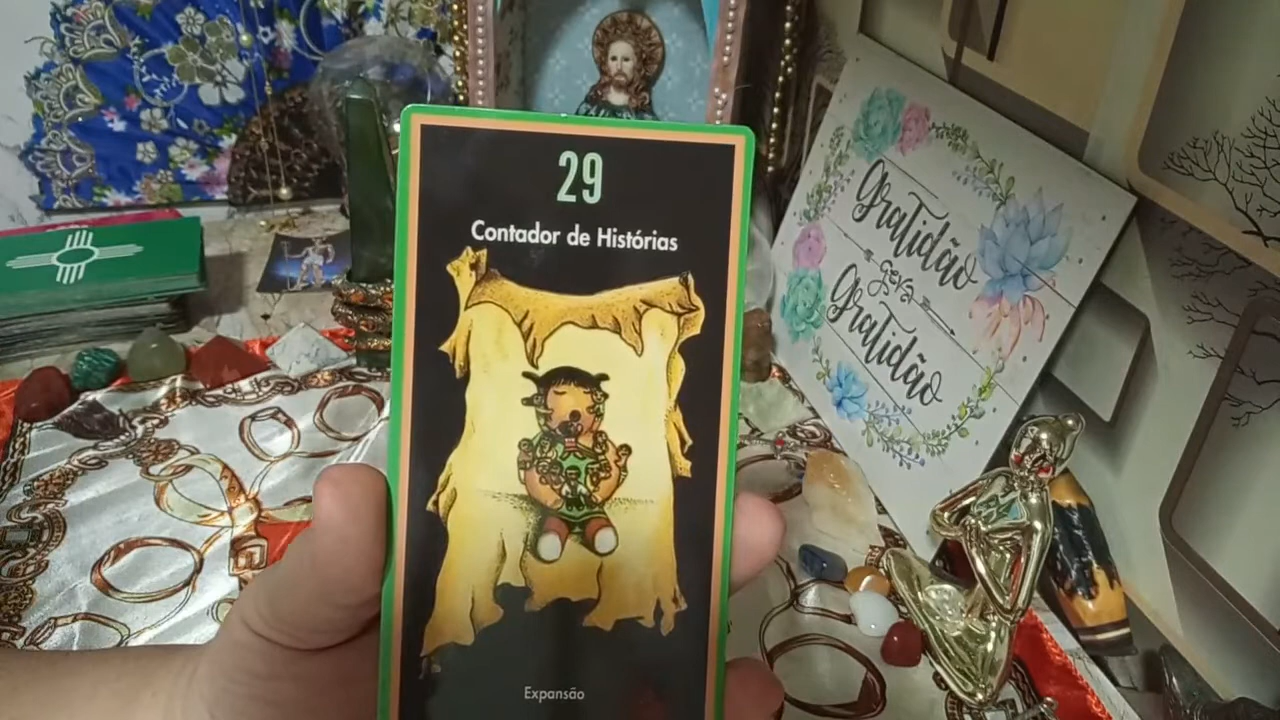 29
Contador de Histórias
Expansão
Gratidão
gera
Gratidão